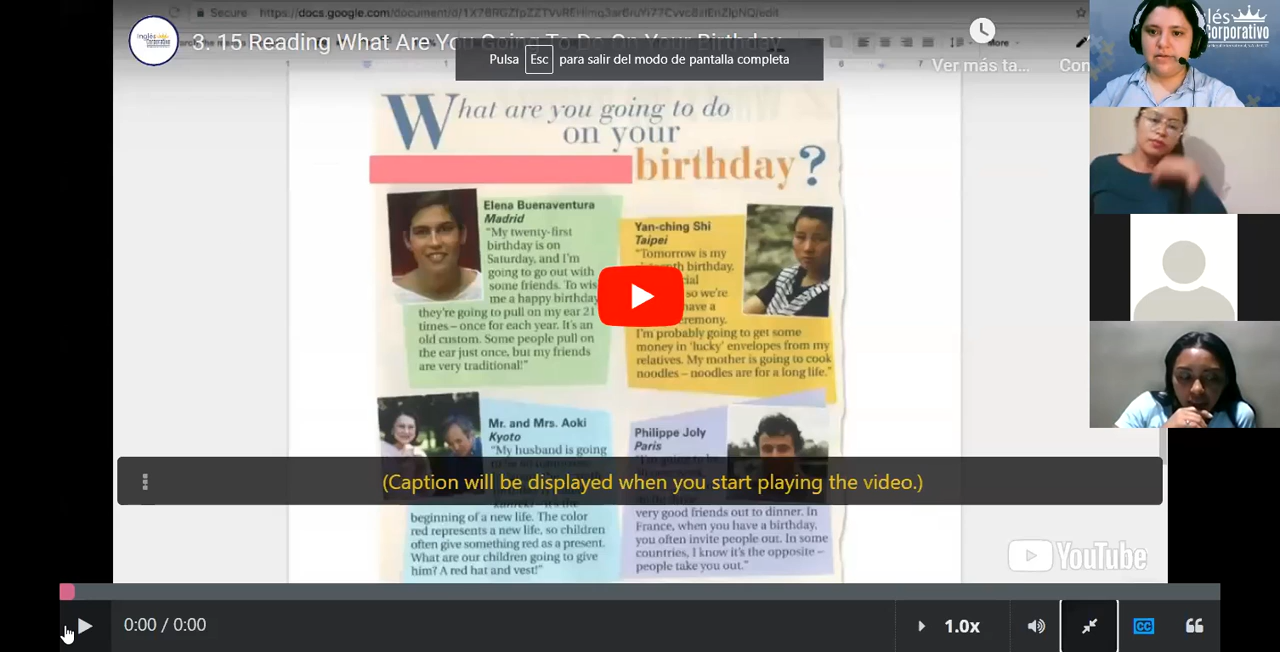 Secure
3. 15 Reading What Are You Going To Do On Your Birthday
Pulsa Esc para salir del modo de pantalla completa
Ver más ta...
Con
lés
Corporativo
What are you going to do
on your
birthday?
Elena Buenaventura
Madrid
"My twenty-first
birthday is on
Saturday, and I'm
going to go out with
some friends. To wis
me a happy birthday
they're going to pull on my ear 21
times – once for each year. It's an
old custom. Some people pull on
the ear just once, but my friends
are very traditional!"
Yan-ching Shi
Taipei
"Tomorrow is my
birthday.
so we're
have a
I'm probably going to get some
money in 'lucky' envelopes from my
relatives. My mother is going to cook
noodles – noodles are for a long life."
Mr. and Mrs. Aoki
Kyoto
"My husband is going
beginning of a new life. The color
red represents a new life, so children
often give something red as a present.
What are our children going to give
him? A red hat and vest!"
Philippe Joly
Paris
very good friends out to dinner. In
France, when you have a birthday,
you often invite people out. In some
countries, I know it's the opposite –
people take you out."
(Caption will be displayed when you start playing the video.)
YouTube
0:00 / 0:00
1.0x
CC